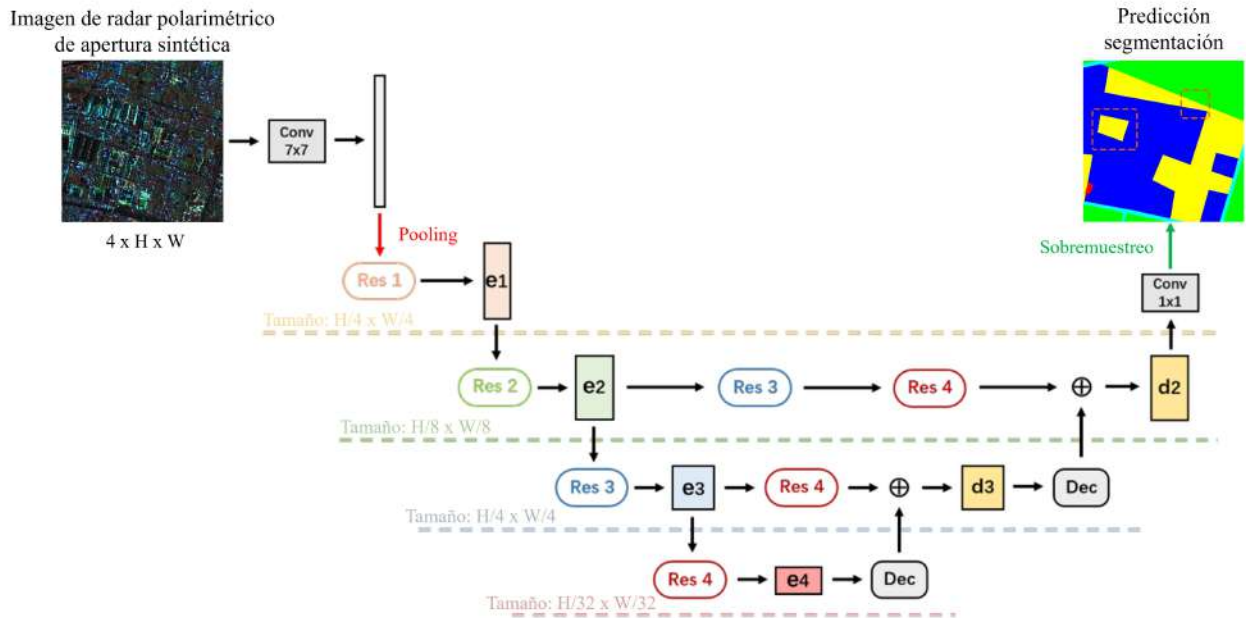 Imagen de radar polarimétrico
de apertura sintética
4 x H x W
Conv
7x7
Pooling
Predicción
segmentación
Sobremuestreo
Conv
1x1
Res 1
e1
Tamaño: H/4 x W/4
Res 2
e2
Res 3
Res 4
d2
Tamaño: H/8 x W/8
Res 3
e3
Res 4
d3
Dec
Tamaño: H/4 x W/4
Res 4
e4
Dec
Tamaño: H/32 x W/32